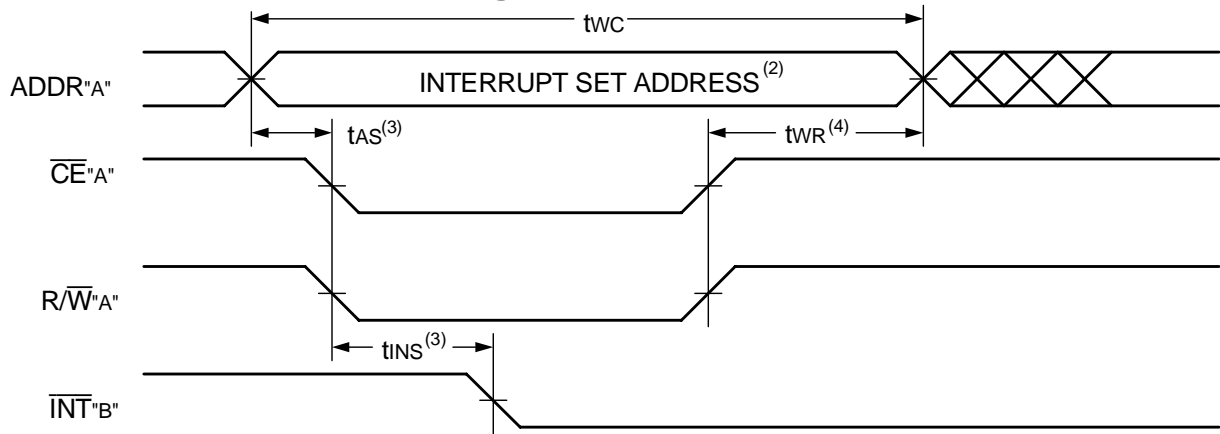 tWC
ADDR"A"
INTERRUPT SET ADDRESS(2)
tAS(3)
tWR(4)
CE"A"
R/W"A"
tINS(3)
INT"B"